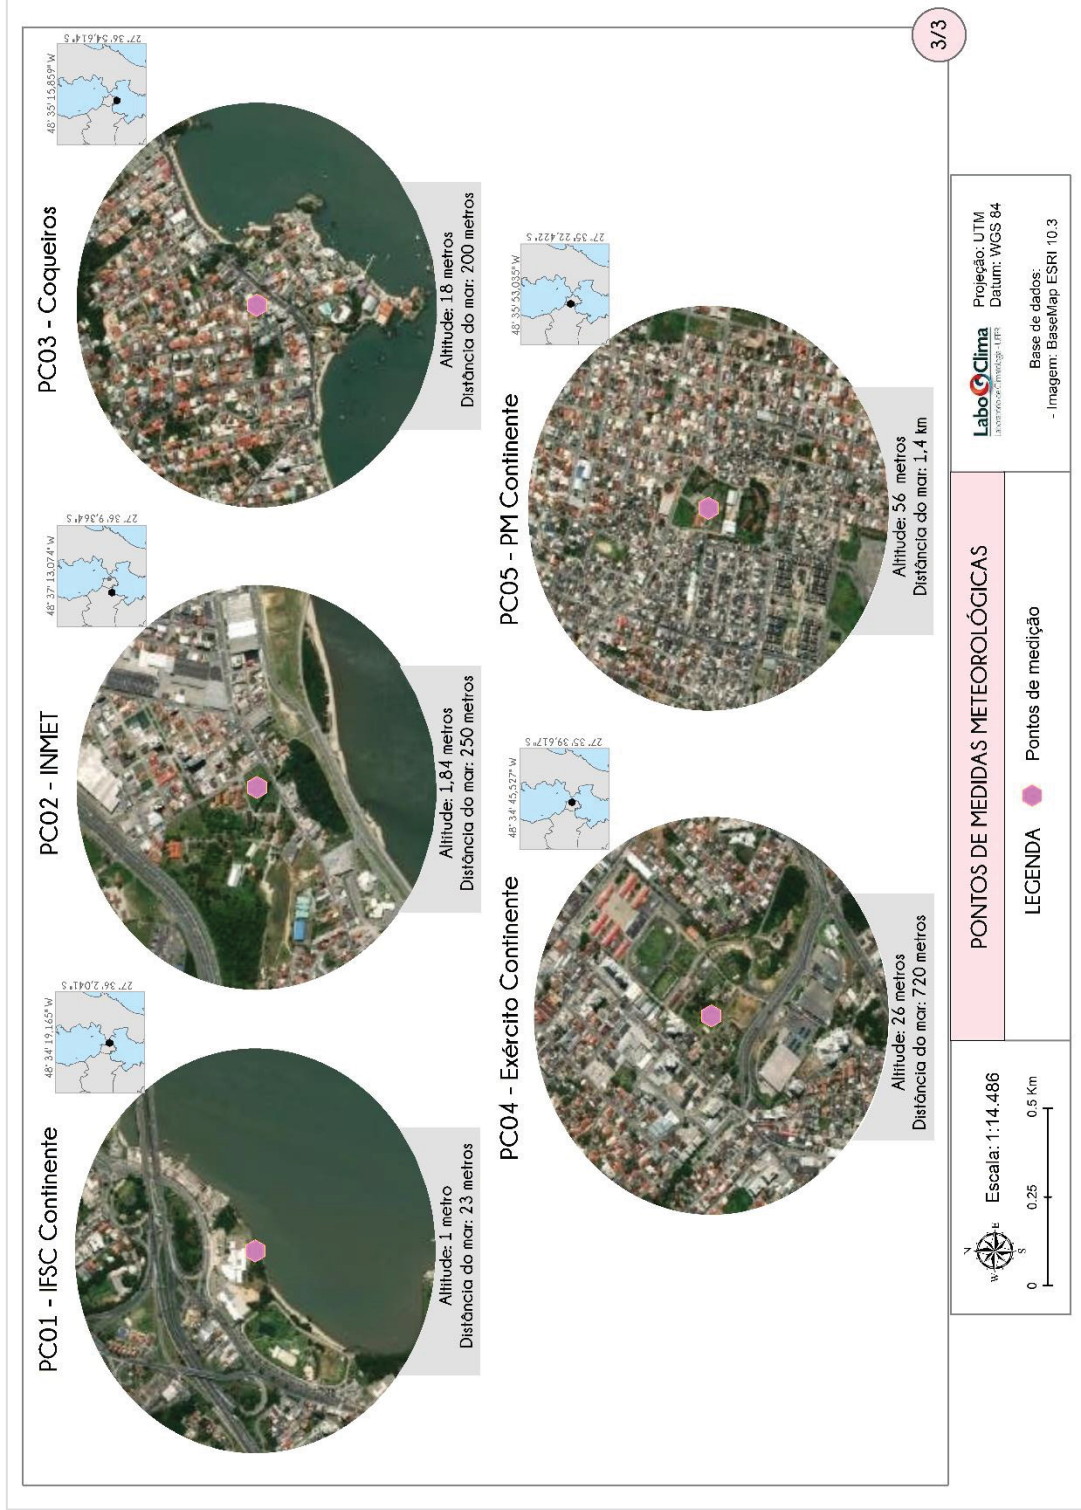 PC01 - IFSC Continente
48° 34' 19,165" W
27° 36' 2,041" S
Altitude: 1 metro
Distância do mar: 23 metros
PC02 - INMET
48° 37' 13,074" W
27° 36' 9,364" S
Altitude: 1,84 metros
Distância do mar: 250 metros
PC03 - Coqueiros
48° 35' 15,859" W
27° 36' 54,614" S
Altitude: 18 metros
Distância do mar: 200 metros
PC04 - Exército Continente
48° 34' 45,527" W
27° 35' 39,617" S
Altitude: 26 metros
Distância do mar: 720 metros
PC05 - PM Continente
48° 35' 53,035" W
27° 35' 22,422" S
Altitude: 56 metros
Distância do mar: 1,4 km
3/3
N
W
E
S
Escala: 1:14.486
0 0,25 0,5 Km
PONTOS DE MEDIDAS METEOROLÓGICAS
LEGENDA Pontos de medição
LaboClima
Laboratório de Climatologia - UFPR
Projeção: UTM
Datum: WGS 84
Base de dados:
- Imagem: BaseMap ESRI 10.3